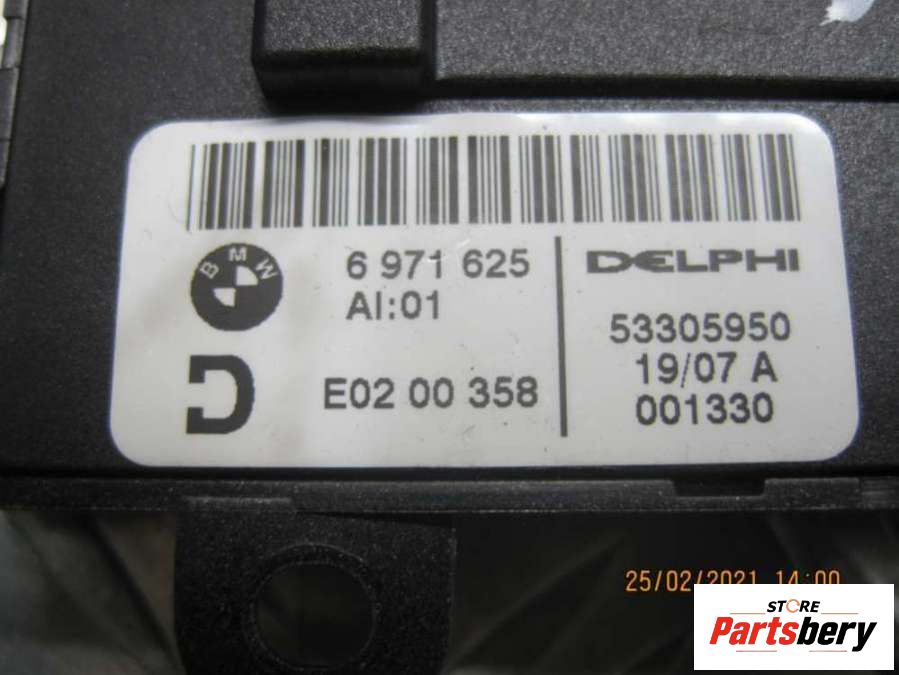 BMW
6 971 625
AI:01
E02 00 358
DELPHI
53305950
19/07 A
001330
25/02/2021 14:00
STORE
Partsbery